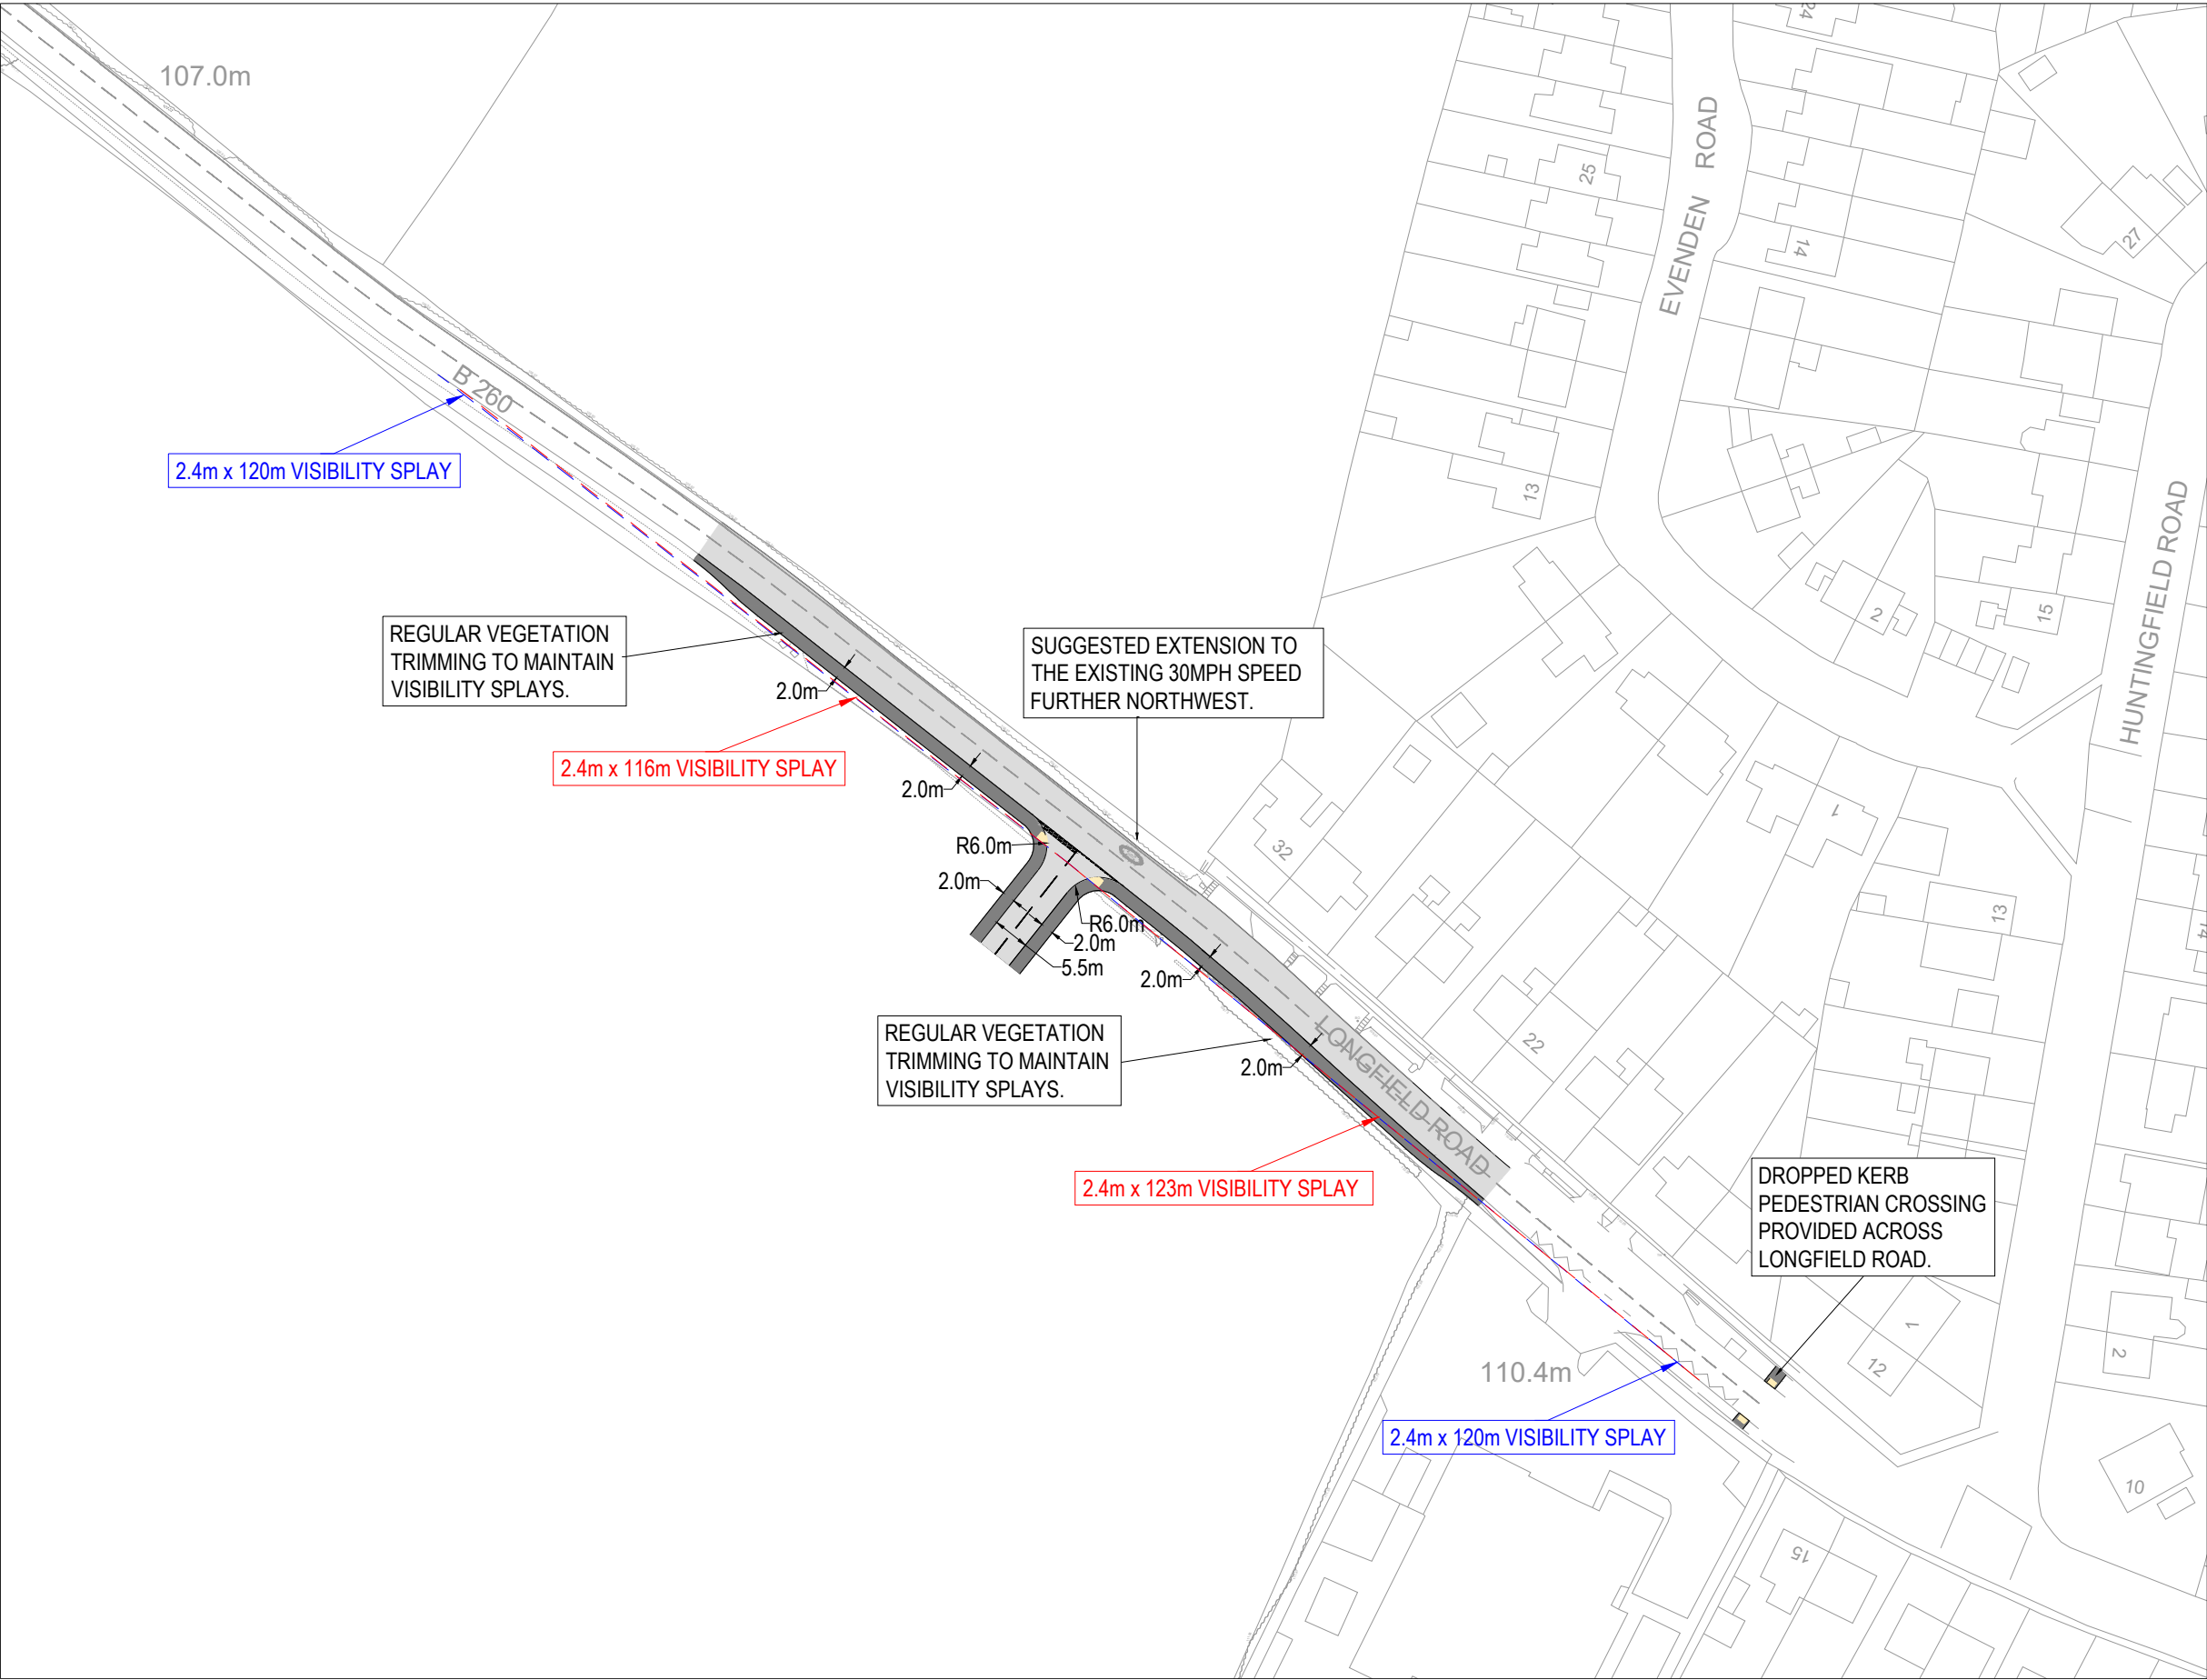 107.0m
24
EVENDEN ROAD
25
14
27
B 260
2.4m x 120m VISIBILITY SPLAY
13
HUNTINGFIELD ROAD
2
15
REGULAR VEGETATION
TRIMMING TO MAINTAIN
VISIBILITY SPLAYS.
2.0m
SUGGESTED EXTENSION TO
THE EXISTING 30MPH SPEED
FURTHER NORTHWEST.
2.4m x 116m VISIBILITY SPLAY
2.0m
1
R6.0m
32
2.0m
R6.0m
2.0m
5.5m
2.0m
13
14
REGULAR VEGETATION
TRIMMING TO MAINTAIN
VISIBILITY SPLAYS.
2.0m
LONGFIELD ROAD
22
2.4m x 123m VISIBILITY SPLAY
DROPPED KERB
PEDESTRIAN CROSSING
PROVIDED ACROSS
LONGFIELD ROAD.
1
12
2
110.4m
2.4m x 120m VISIBILITY SPLAY
10
15